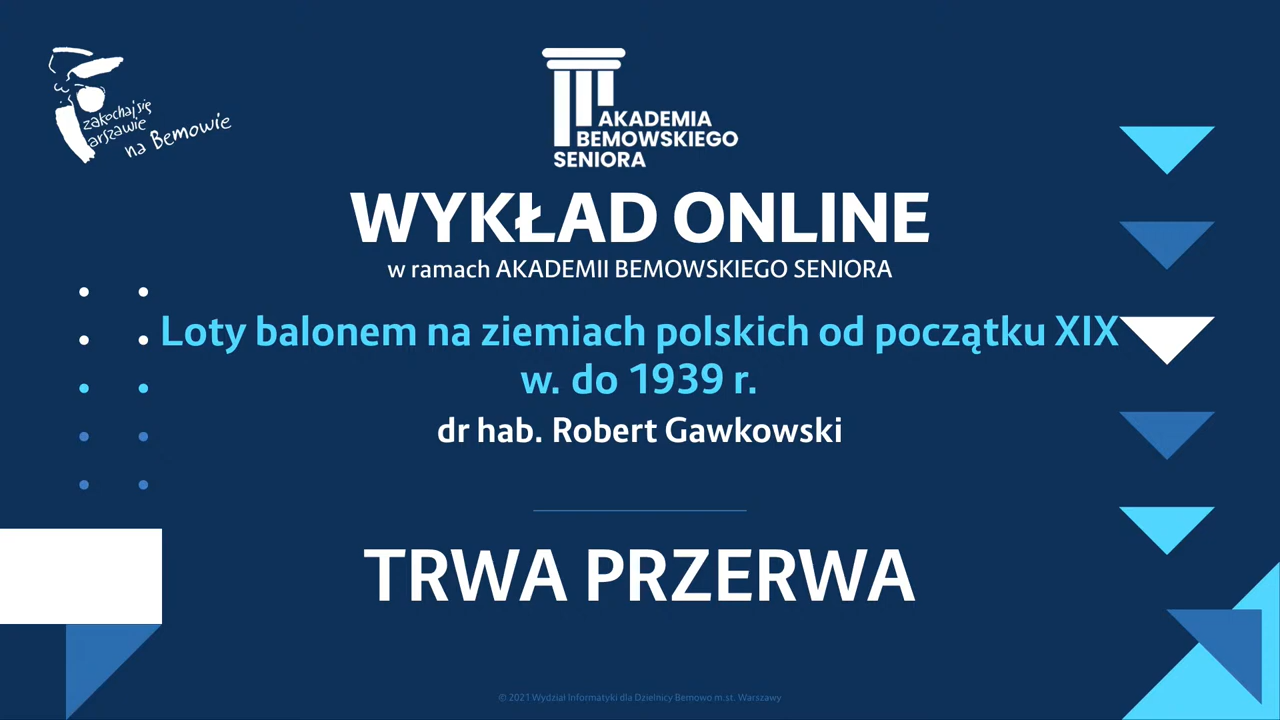 zakochaj się
w arszawie
na Bemowie
AKADEMIA
BEMOWSKIEGO
SENIORA
WYKŁAD ONLINE
w ramach AKADEMII BEMOWSKIEGO SENIORA
Loty balonem na ziemiach polskich od początku XIX
w. do 1939 r.
dr hab. Robert Gawkowski
TRWA PRZERWA
© 2021 Wydział Informatyki dla Dzielnicy Bemowo m.st. Warszawy